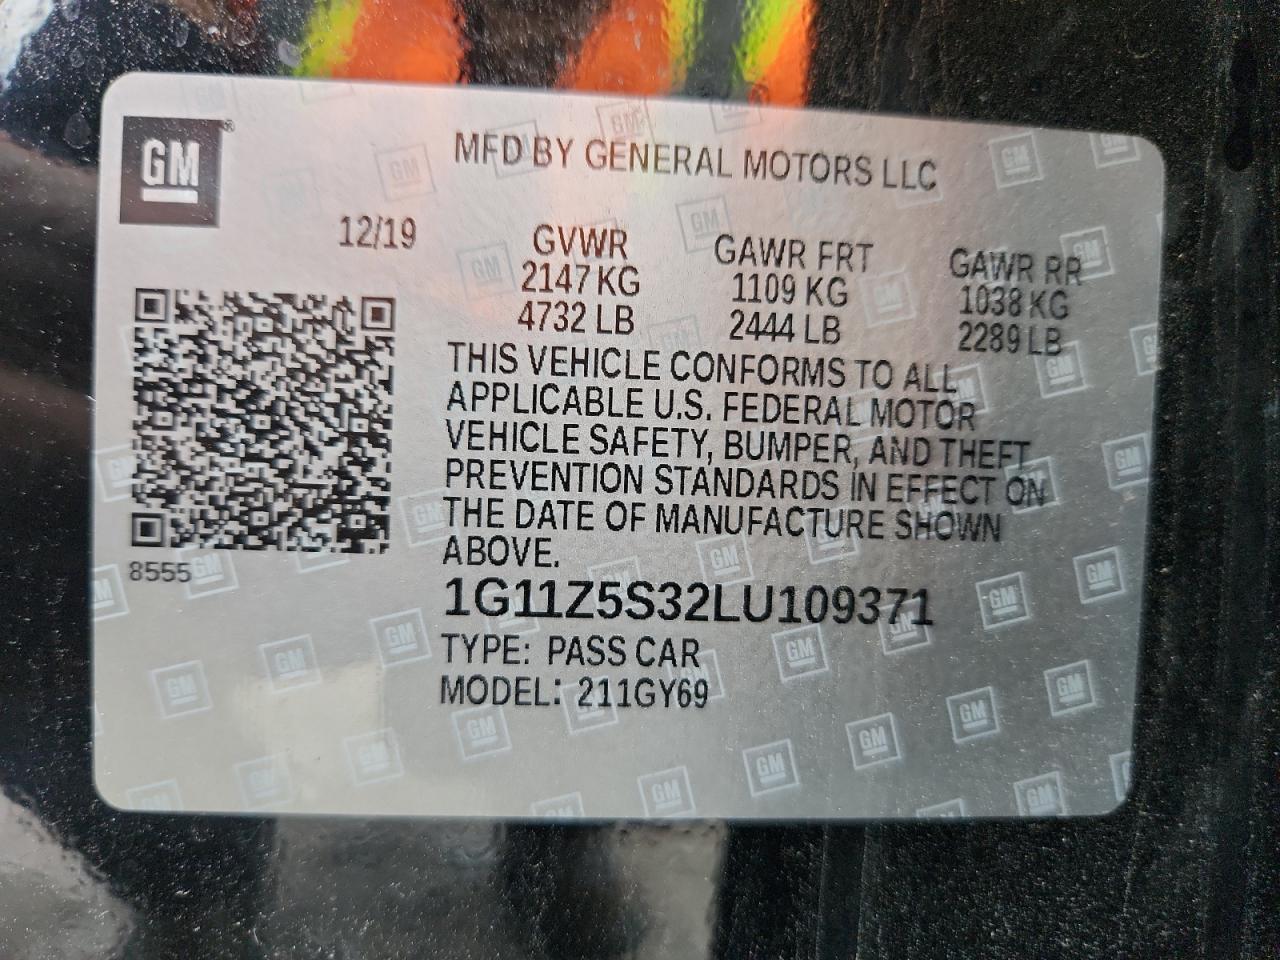 GM®
MFD BY GENERAL MOTORS LLC
12/19
GVWR
2147 KG
4732 LB
GAWR FRT
1109 KG
2444 LB
GAWR RR
1038 KG
2289 LB
THIS VEHICLE CONFORMS TO ALL
APPLICABLE U.S. FEDERAL MOTOR
VEHICLE SAFETY, BUMPER, AND THEFT
PREVENTION STANDARDS IN EFFECT ON
THE DATE OF MANUFACTURE SHOWN
ABOVE.
8555
1G11Z5S32LU109371
TYPE: PASS CAR
MODEL: 211GY69